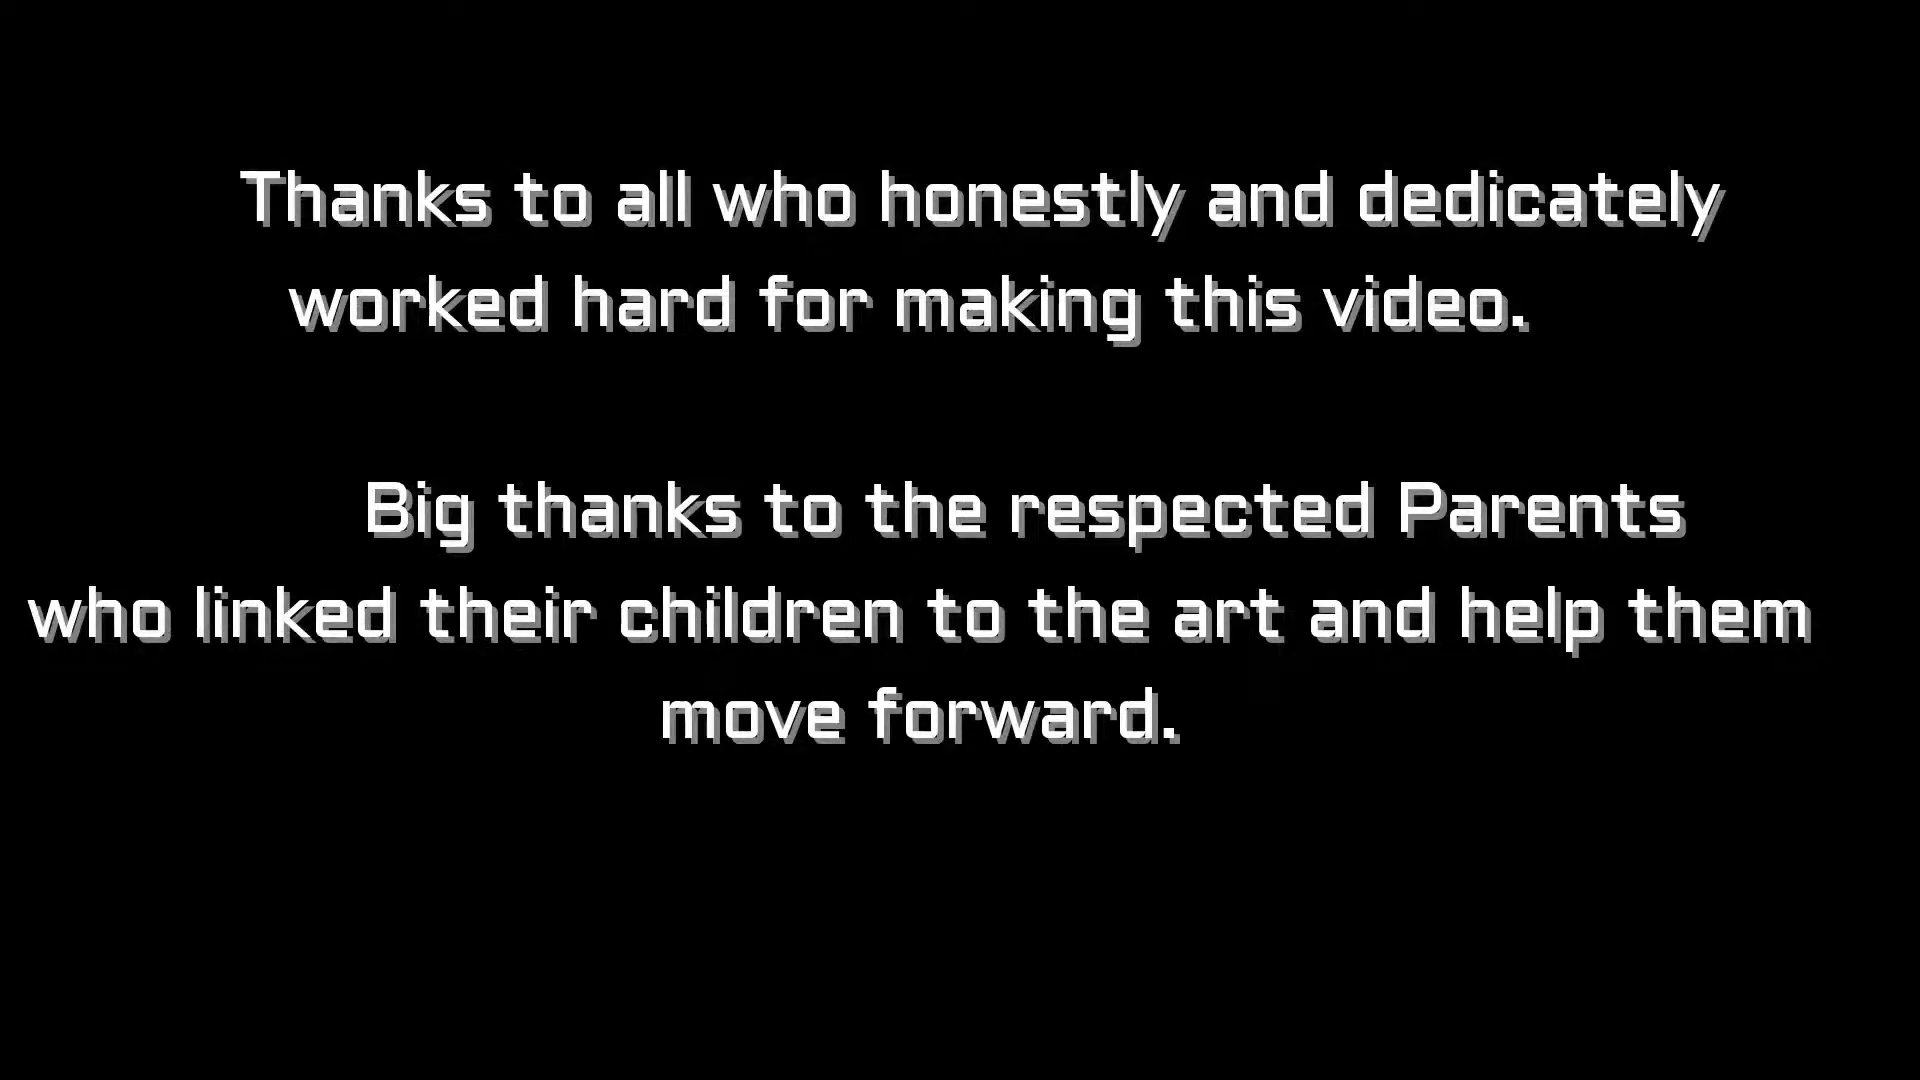 Thanks to all who honestly and dedicately
worked hard for making this video.
Big thanks to the respected Parents
who linked their children to the art and help them
move forward.